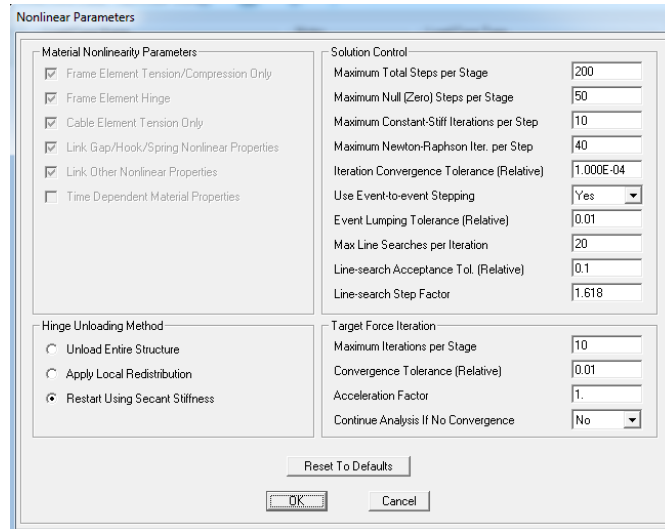 Nonlinear Parameters
Material Nonlinearity Parameters
Frame Element Tension/Compression Only
Frame Element Hinge
Cable Element Tension Only
Link Gap/Hook/Spring Nonlinear Properties
Link Other Nonlinear Properties
Time Dependent Material Properties
Solution Control
Maximum Total Steps per Stage 200
Maximum Null (Zero) Steps per Stage 50
Maximum Constant-Stiff Iterations per Step 10
Maximum Newton-Raphson Iter. per Step 40
Iteration Convergence Tolerance (Relative) 1.000E-04
Use Event-to-event Stepping Yes
Event Lumping Tolerance (Relative) 0.01
Max Line Searches per Iteration 20
Line-search Acceptance Tol. (Relative) 0.1
Line-search Step Factor 1.618
Hinge Unloading Method
Unload Entire Structure
Apply Local Redistribution
Restart Using Secant Stiffness
Target Force Iteration
Maximum Iterations per Stage 10
Convergence Tolerance (Relative) 0.01
Acceleration Factor 1.
Continue Analysis If No Convergence No
Reset To Defaults
OK Cancel